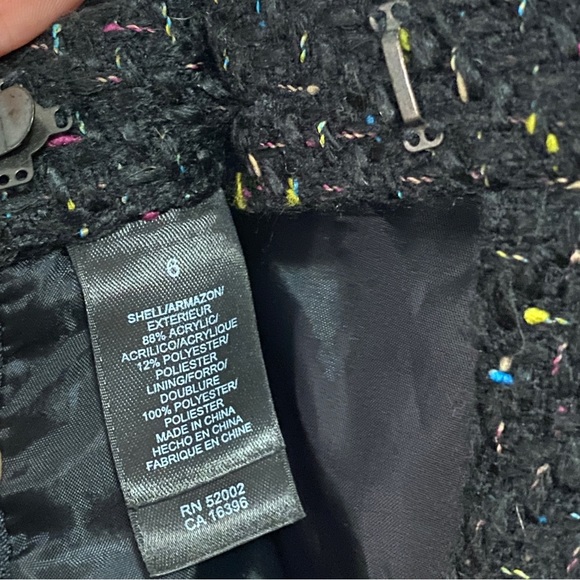 6
SHELL/ARMAZON/
EXTERIEUR
88% ACRYLIC/
ACRILICO/ACRYLIQUE
12% POLYESTER/
POLIESTER
LINING/FORRO/
DOUBLURE
100% POLYESTER/
POLIESTER
MADE IN CHINA
HECHO EN CHINA
FABRIQUE EN CHINE
RN 52002
CA 16396